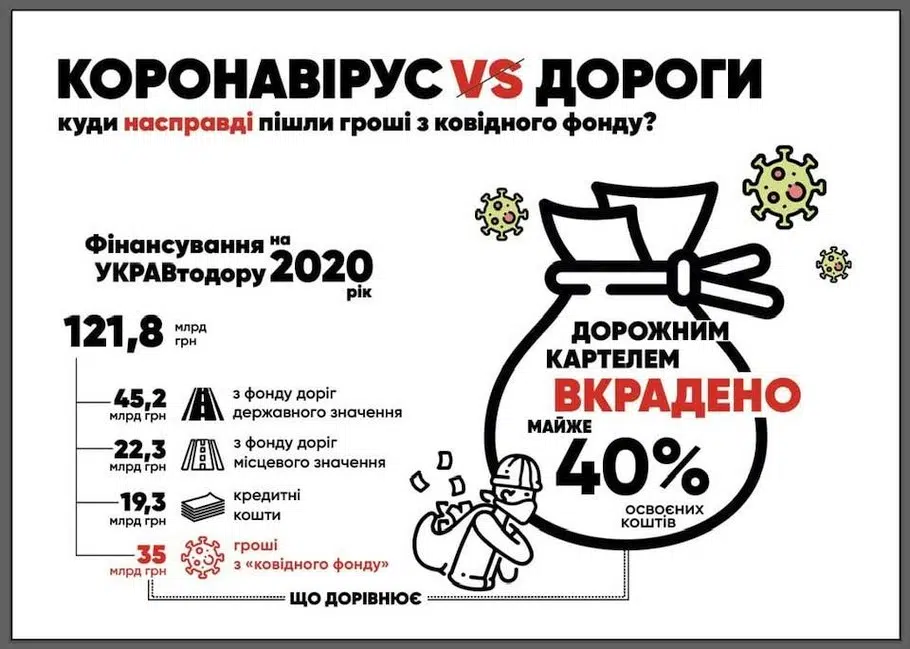 КОРОНАВІРУС VS ДОРОГИ
куди насправді пішли гроші з ковідного фонду?
Фінансування на
УКРАВтодору 2020
рік
121,8 млрд
грн
45,2
млрд грн
з фонду доріг
державного значення
22,3
млрд грн
з фонду доріг
місцевого значення
19,3
млрд грн
кредитні
кошти
35
млрд грн
гроші
з «ковідного фонду»
ЩО ДОРІВНЮЄ
ДОРОЖНИМ
КАРТЕЛЕМ
ВКРАДЕНО
МАЙЖЕ
40%
ОСВОЄНИХ
КОШТІВ